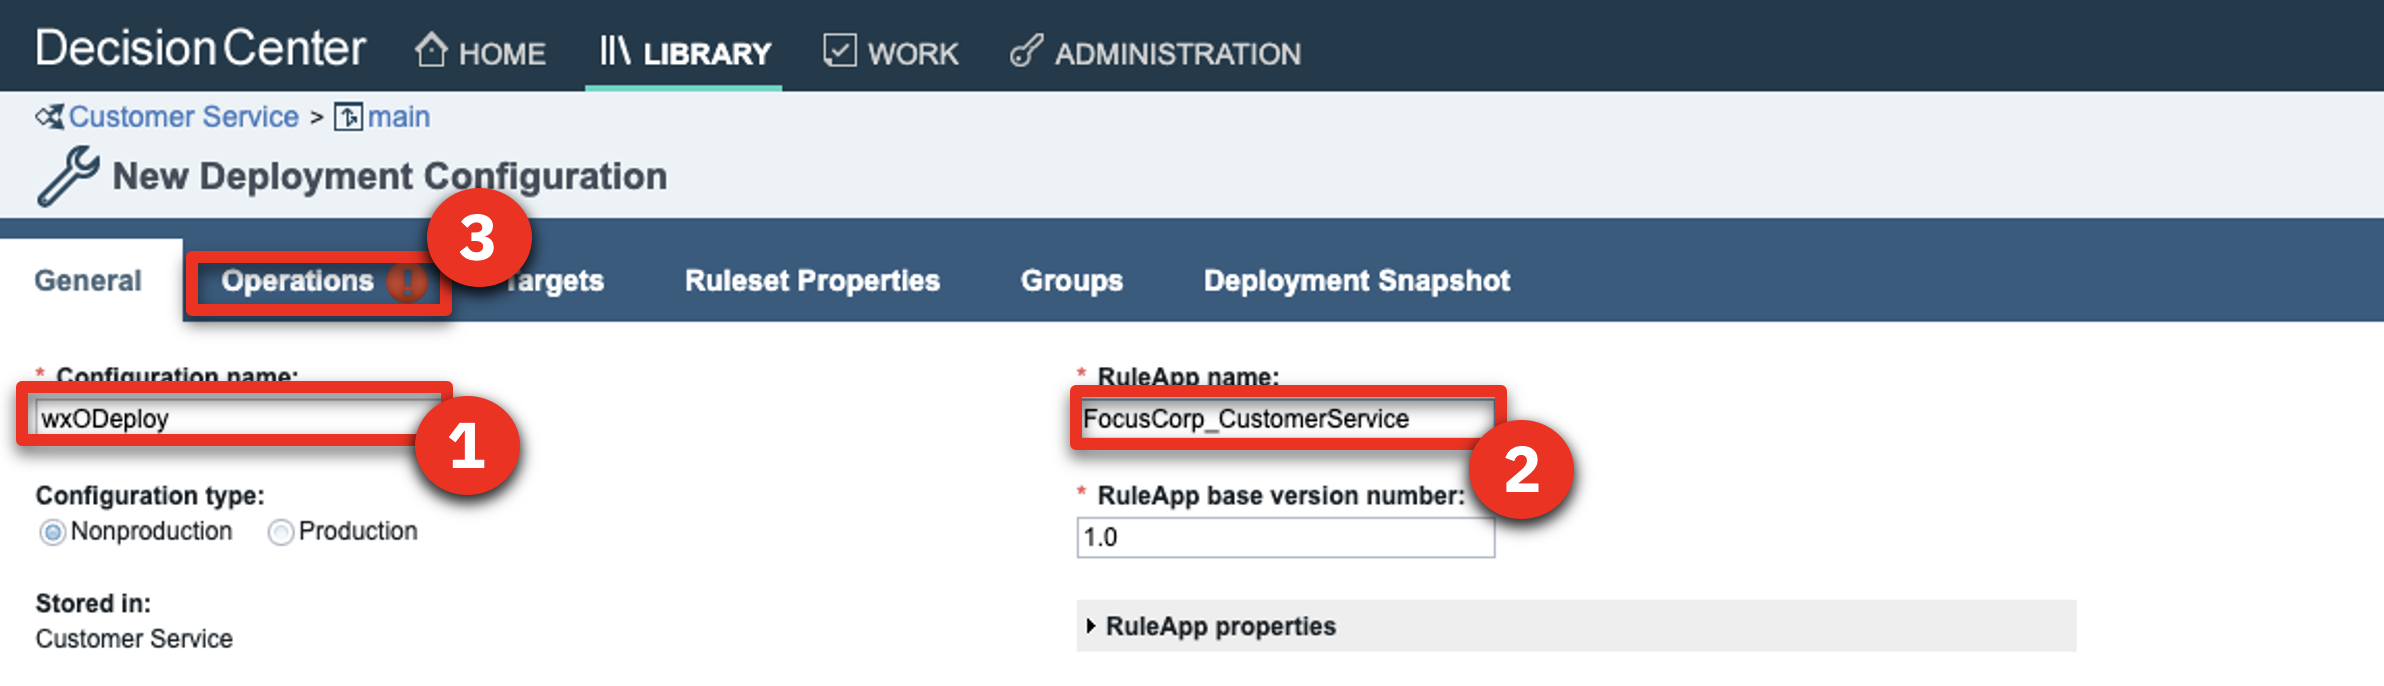 Decision Center HOME LIBRARY WORK ADMINISTRATION
Customer Service > main
New Deployment Configuration
3
General Operations ! Targets Ruleset Properties Groups Deployment Snapshot
* Configuration name:
wxODeploy
1
Configuration type:
Nonproduction Production
Stored in:
Customer Service
* RuleApp name:
FocusCorp_CustomerService
2
* RuleApp base version number:
1.0
RuleApp properties